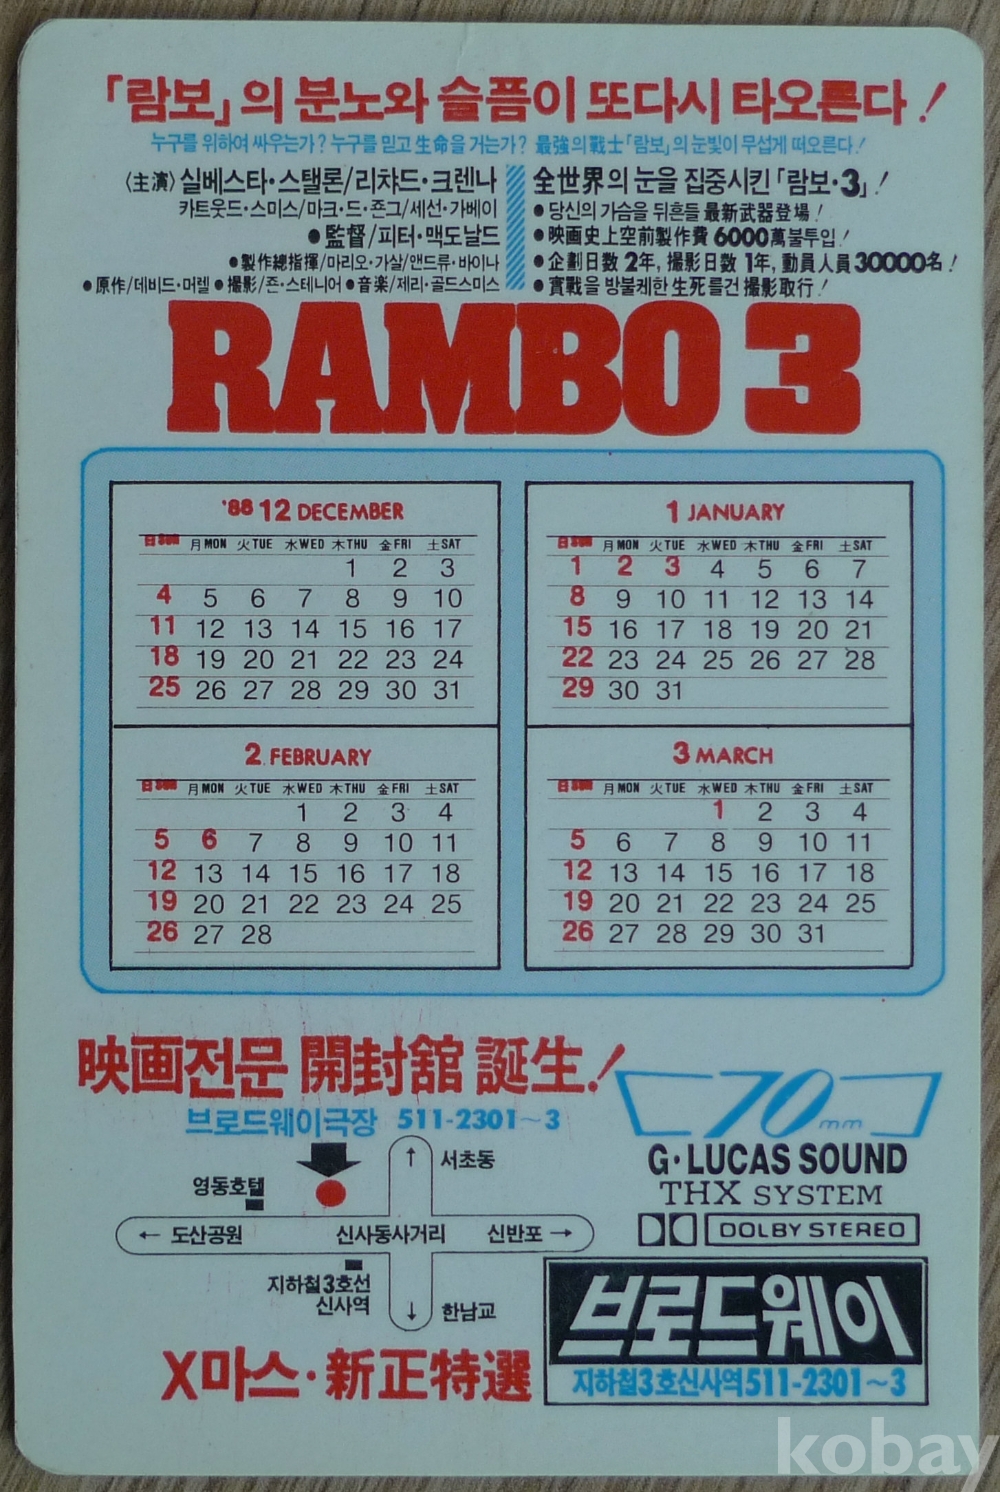 「람보」의 분노와 슬픔이 또다시 타오른다!
누구를 위하여 싸우는가? 누구를 믿고 生命을 거는가? 最強의 戰士「람보」의 눈빛이 무섭게 떠오른다!
〈主演〉실베스타·스탤론/리챠드·크렌나
카트웃드·스미스/마크·드·죤그/세선·가베이
●監督/피터·맥도날드
●製作總指揮/마리오·가살/앤드류·바이나
●原作/데비드·머렐 ●撮影/죤·스테니어 ●音楽/제리·골드스미스
全世界의 눈을 집중시킨「람보·3」!
●당신의 가슴을 뒤흔들 最新武器登場!
●映画史上空前製作費 6000萬불투입!
●企劃日数 2年, 撮影日数 1年, 動員人員 30000名!
●實戰을 방불케한 生死를건 撮影敢行!
RAMBO 3
'88 12 DECEMBER
日SUN 月MON 火TUE 水WED 木THU 金FRI 土SAT
1 2 3
4 5 6 7 8 9 10
11 12 13 14 15 16 17
18 19 20 21 22 23 24
25 26 27 28 29 30 31
1 JANUARY
日SUN 月MON 火TUE 水WED 木THU 金FRI 土SAT
1 2 3 4 5 6 7
8 9 10 11 12 13 14
15 16 17 18 19 20 21
22 23 24 25 26 27 28
29 30 31
2 FEBRUARY
日SUN 月MON 火TUE 水WED 木THU 金FRI 土SAT
1 2 3 4
5 6 7 8 9 10 11
12 13 14 15 16 17 18
19 20 21 22 23 24 25
26 27 28
3 MARCH
日SUN 月MON 火TUE 水WED 木THU 金FRI 土SAT
1 2 3 4
5 6 7 8 9 10 11
12 13 14 15 16 17 18
19 20 21 22 23 24 25
26 27 28 29 30 31
映画전문 開封舘 誕生!
브로드웨이극장 511-2301~3
↑ 서초동
영동호텔
← 도산공원 신사동사거리 신반포 →
지하철3호선
신사역
↓ 한남교
X마스·新正特選
70mm
G·LUCAS SOUND
THX SYSTEM
DOLBY STEREO
브로드웨이
지하철3호신사역511-2301~3
kobay